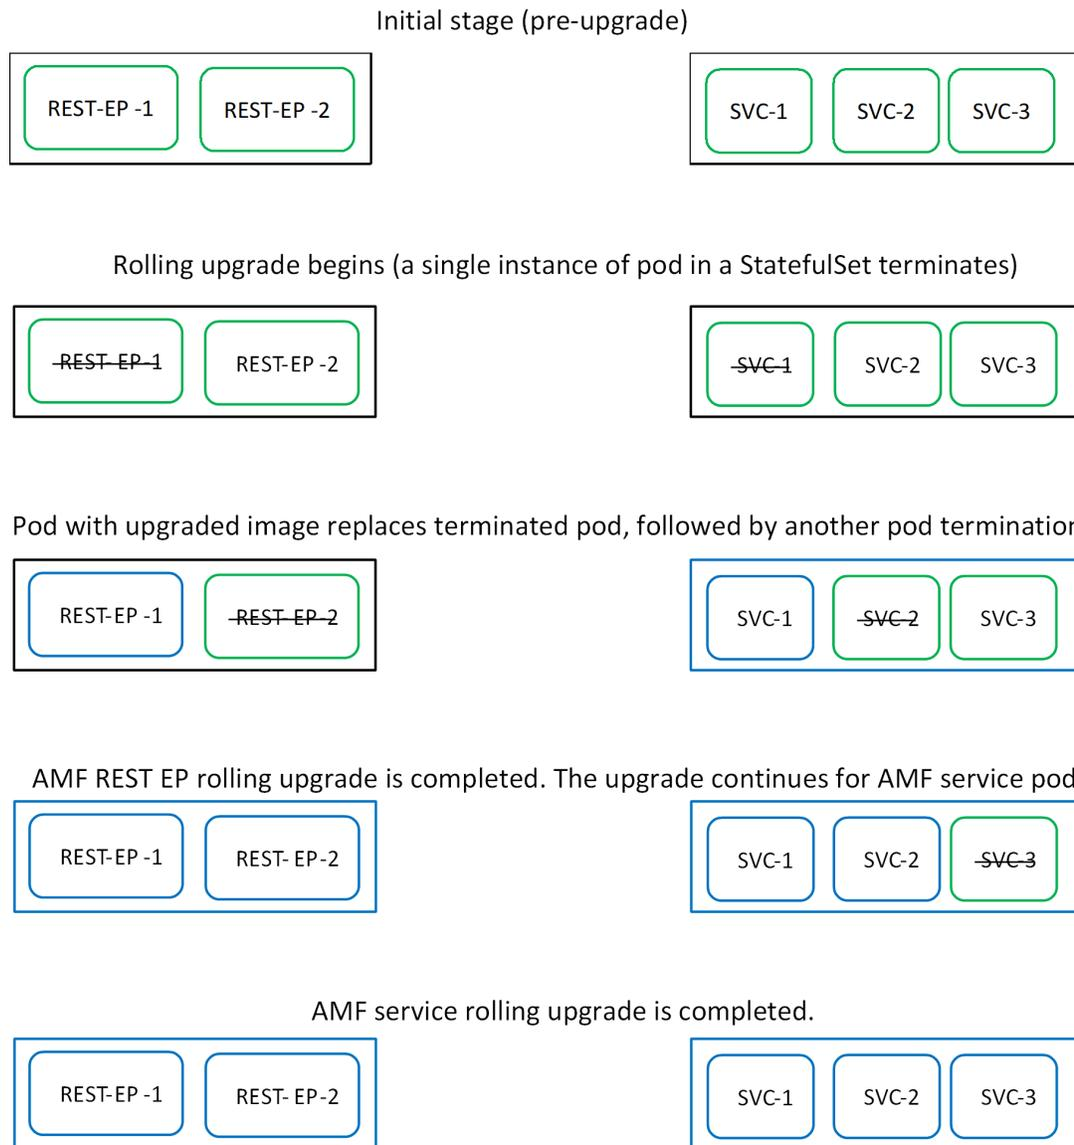 Initial stage (pre-upgrade)
REST-EP -1 REST-EP -2 SVC-1 SVC-2 SVC-3
Rolling upgrade begins (a single instance of pod in a StatefulSet terminates)
REST- EP-1 REST-EP -2 SVC-1 SVC-2 SVC-3
Pod with upgraded image replaces terminated pod, followed by another pod termination
REST-EP -1 REST- EP-2 SVC-1 SVC-2 SVC-3
AMF REST EP rolling upgrade is completed. The upgrade continues for AMF service pod
REST-EP -1 REST- EP-2 SVC-1 SVC-2 SVC-3
AMF service rolling upgrade is completed.
REST-EP -1 REST- EP-2 SVC-1 SVC-2 SVC-3